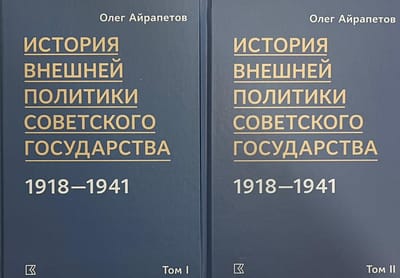 Олег Айрапетов
ИСТОРИЯ
ВНЕШНЕЙ
ПОЛИТИКИ
СОВЕТСКОГО
ГОСУДАРСТВА
1918—1941
Том I
Олег Айрапетов
ИСТОРИЯ
ВНЕШНЕЙ
ПОЛИТИКИ
СОВЕТСКОГО
ГОСУДАРСТВА
1918—1941
Том II